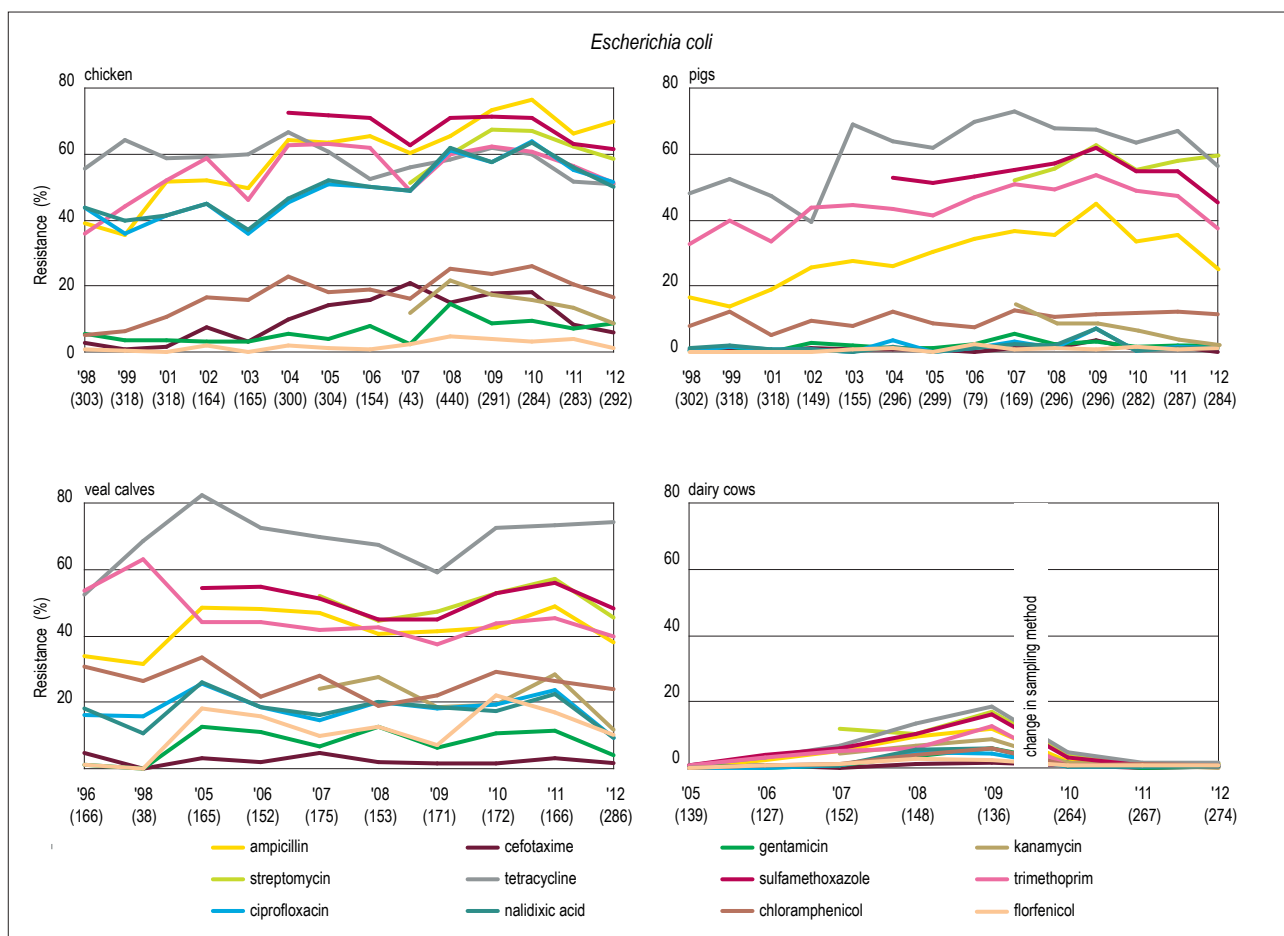 Escherichia coli
chicken
80
60
40
20
0
Resistance (%)
'98 '99 '01 '02 '03 '04 '05 '06 '07 '08 '09 '10 '11 '12
(303) (318) (318) (164) (165) (300) (304) (154) (43) (440) (291) (284) (283) (292)
pigs
80
60
40
20
0
'98 '99 '01 '02 '03 '04 '05 '06 '07 '08 '09 '10 '11 '12
(302) (318) (318) (149) (155) (296) (299) (79) (169) (296) (296) (282) (287) (284)
veal calves
80
60
40
20
Resistance (%)
'96 '98 '05 '06 '07 '08 '09 '10 '11 '12
(166) (38) (165) (152) (175) (153) (171) (172) (166) (286)
dairy cows
80
60
40
20
0
change in sampling method
'05 '06 '07 '08 '09 '10 '11 '12
(139) (127) (152) (148) (136) (264) (267) (274)
ampicillin cefotaxime gentamicin kanamycin
streptomycin tetracycline sulfamethoxazole trimethoprim
ciprofloxacin nalidixic acid chloramphenicol florfenicol